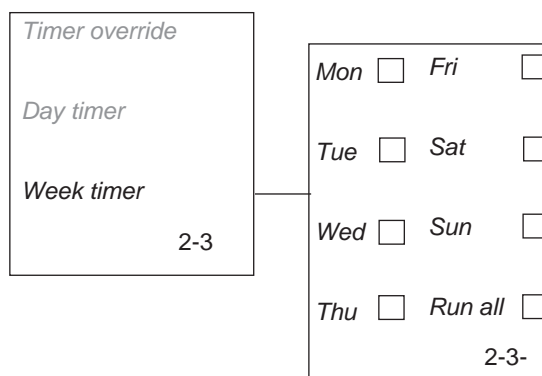 Timer override
Day timer
Week timer
2-3
Mon Fri
Tue Sat
Wed Sun
Thu Run all
2-3-